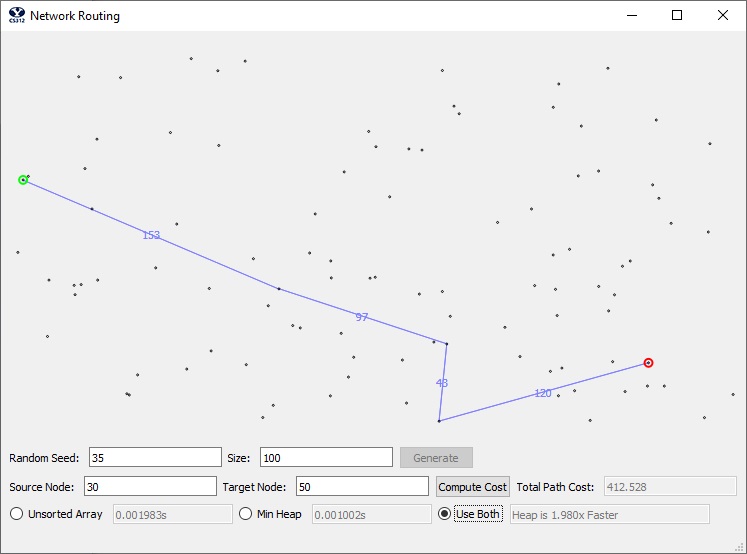 CS312 Network Routing
153
97
43
120
Random Seed: 35 Size: 100 Generate
Source Node: 30 Target Node: 50 Compute Cost Total Path Cost: 412.528
Unsorted Array 0.001983s Min Heap 0.001002s Use Both Heap is 1.980x Faster